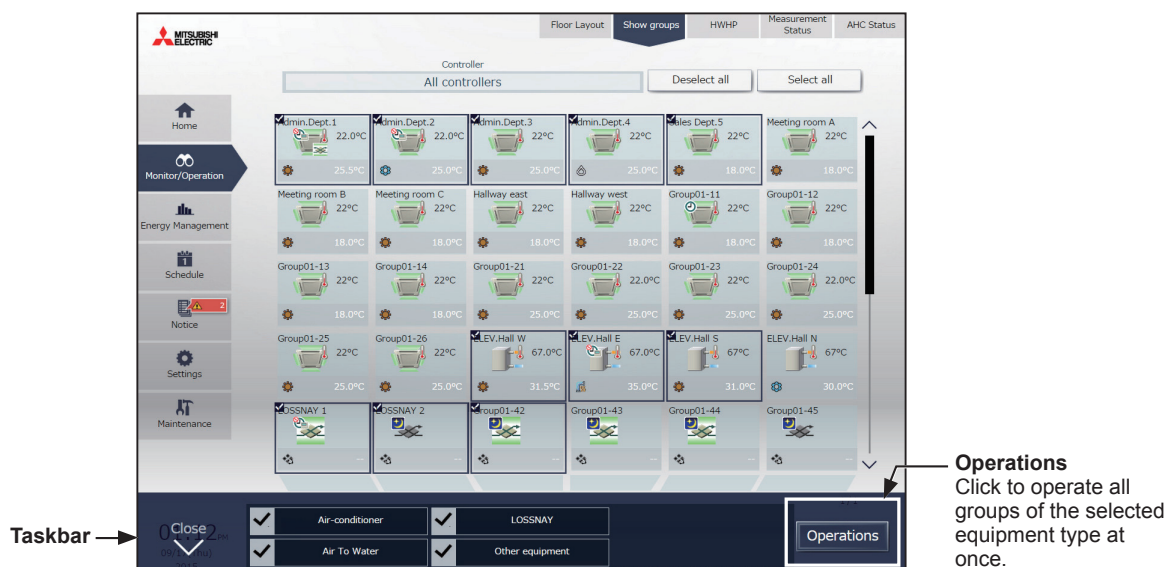 MITSUBISHI
ELECTRIC
Floor Layout
Show groups
HWHP
Measurement
Status
AHC Status
Controller
All controllers
Deselect all
Select all
Home
Monitor/Operation
Energy Management
1
Schedule
2
Notice
Settings
Maintenance
dmin.Dept.1
22.0°C
25.5°C
dmin.Dept.2
22.0°C
25.0°C
dmin.Dept.3
22°C
25.0°C
dmin.Dept.4
22°C
25.0°C
ales Dept.5
22°C
18.0°C
Meeting room A
22°C
18.0°C
Meeting room B
22°C
18.0°C
Meeting room C
22°C
18.0°C
Hallway east
22°C
18.0°C
Hallway west
22°C
18.0°C
Group01-11
22°C
18.0°C
Group01-12
22°C
18.0°C
Group01-13
22°C
18.0°C
Group01-14
22°C
18.0°C
Group01-21
22°C
25.0°C
Group01-22
22.0°C
25.0°C
Group01-23
22°C
25.0°C
Group01-24
22.0°C
25.0°C
Group01-25
22°C
25.0°C
Group01-26
22°C
25.0°C
ELEV.Hall W
67.0°C
31.5°C
ELEV.Hall E
67.0°C
35.0°C
ELEV.Hall S
67°C
31.0°C
ELEV.Hall N
67°C
30.0°C
LOSSNAY 1
--
LOSSNAY 2
--
Group01-42
--
Group01-43
--
Group01-44
--
Group01-45
--
Close
Air-conditioner
LOSSNAY
Air To Water
Other equipment
Operations
Taskbar
Operations
Click to operate all
groups of the selected
equipment type at
once.